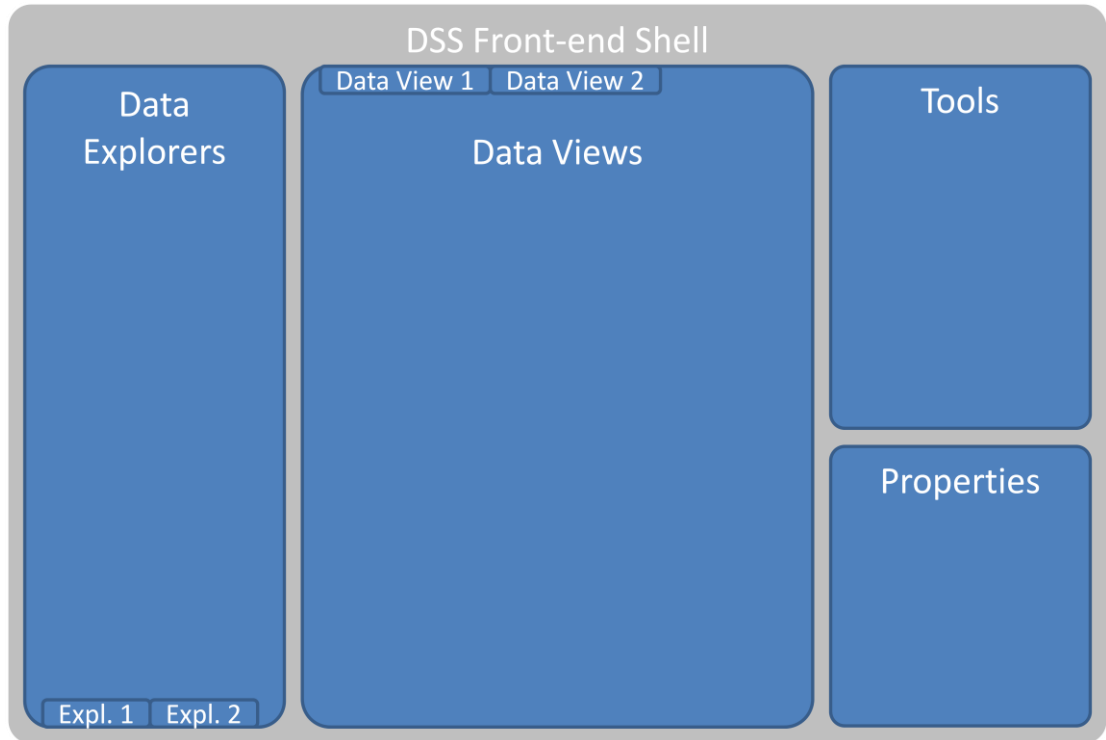 DSS Front-end Shell
Data
Explorers
Expl. 1
Expl. 2
Data View 1
Data View 2
Data Views
Tools
Properties